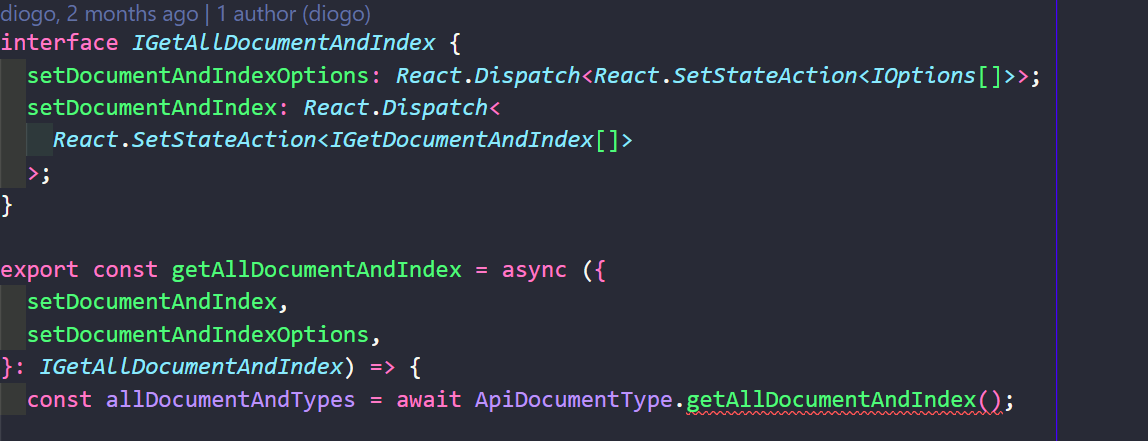 diogo, 2 months ago | 1 author (diogo)
interface IGetAllDocumentAndIndex {
  setDocumentAndIndexOptions: React.Dispatch<React.SetStateAction<IOptions[]>>;
  setDocumentAndIndex: React.Dispatch<
    React.SetStateAction<IGetDocumentAndIndex[]>
  >;
}
export const getAllDocumentAndIndex = async ({
  setDocumentAndIndex,
  setDocumentAndIndexOptions,
}: IGetAllDocumentAndIndex) => {
  const allDocumentAndTypes = await ApiDocumentType.getAllDocumentAndIndex();